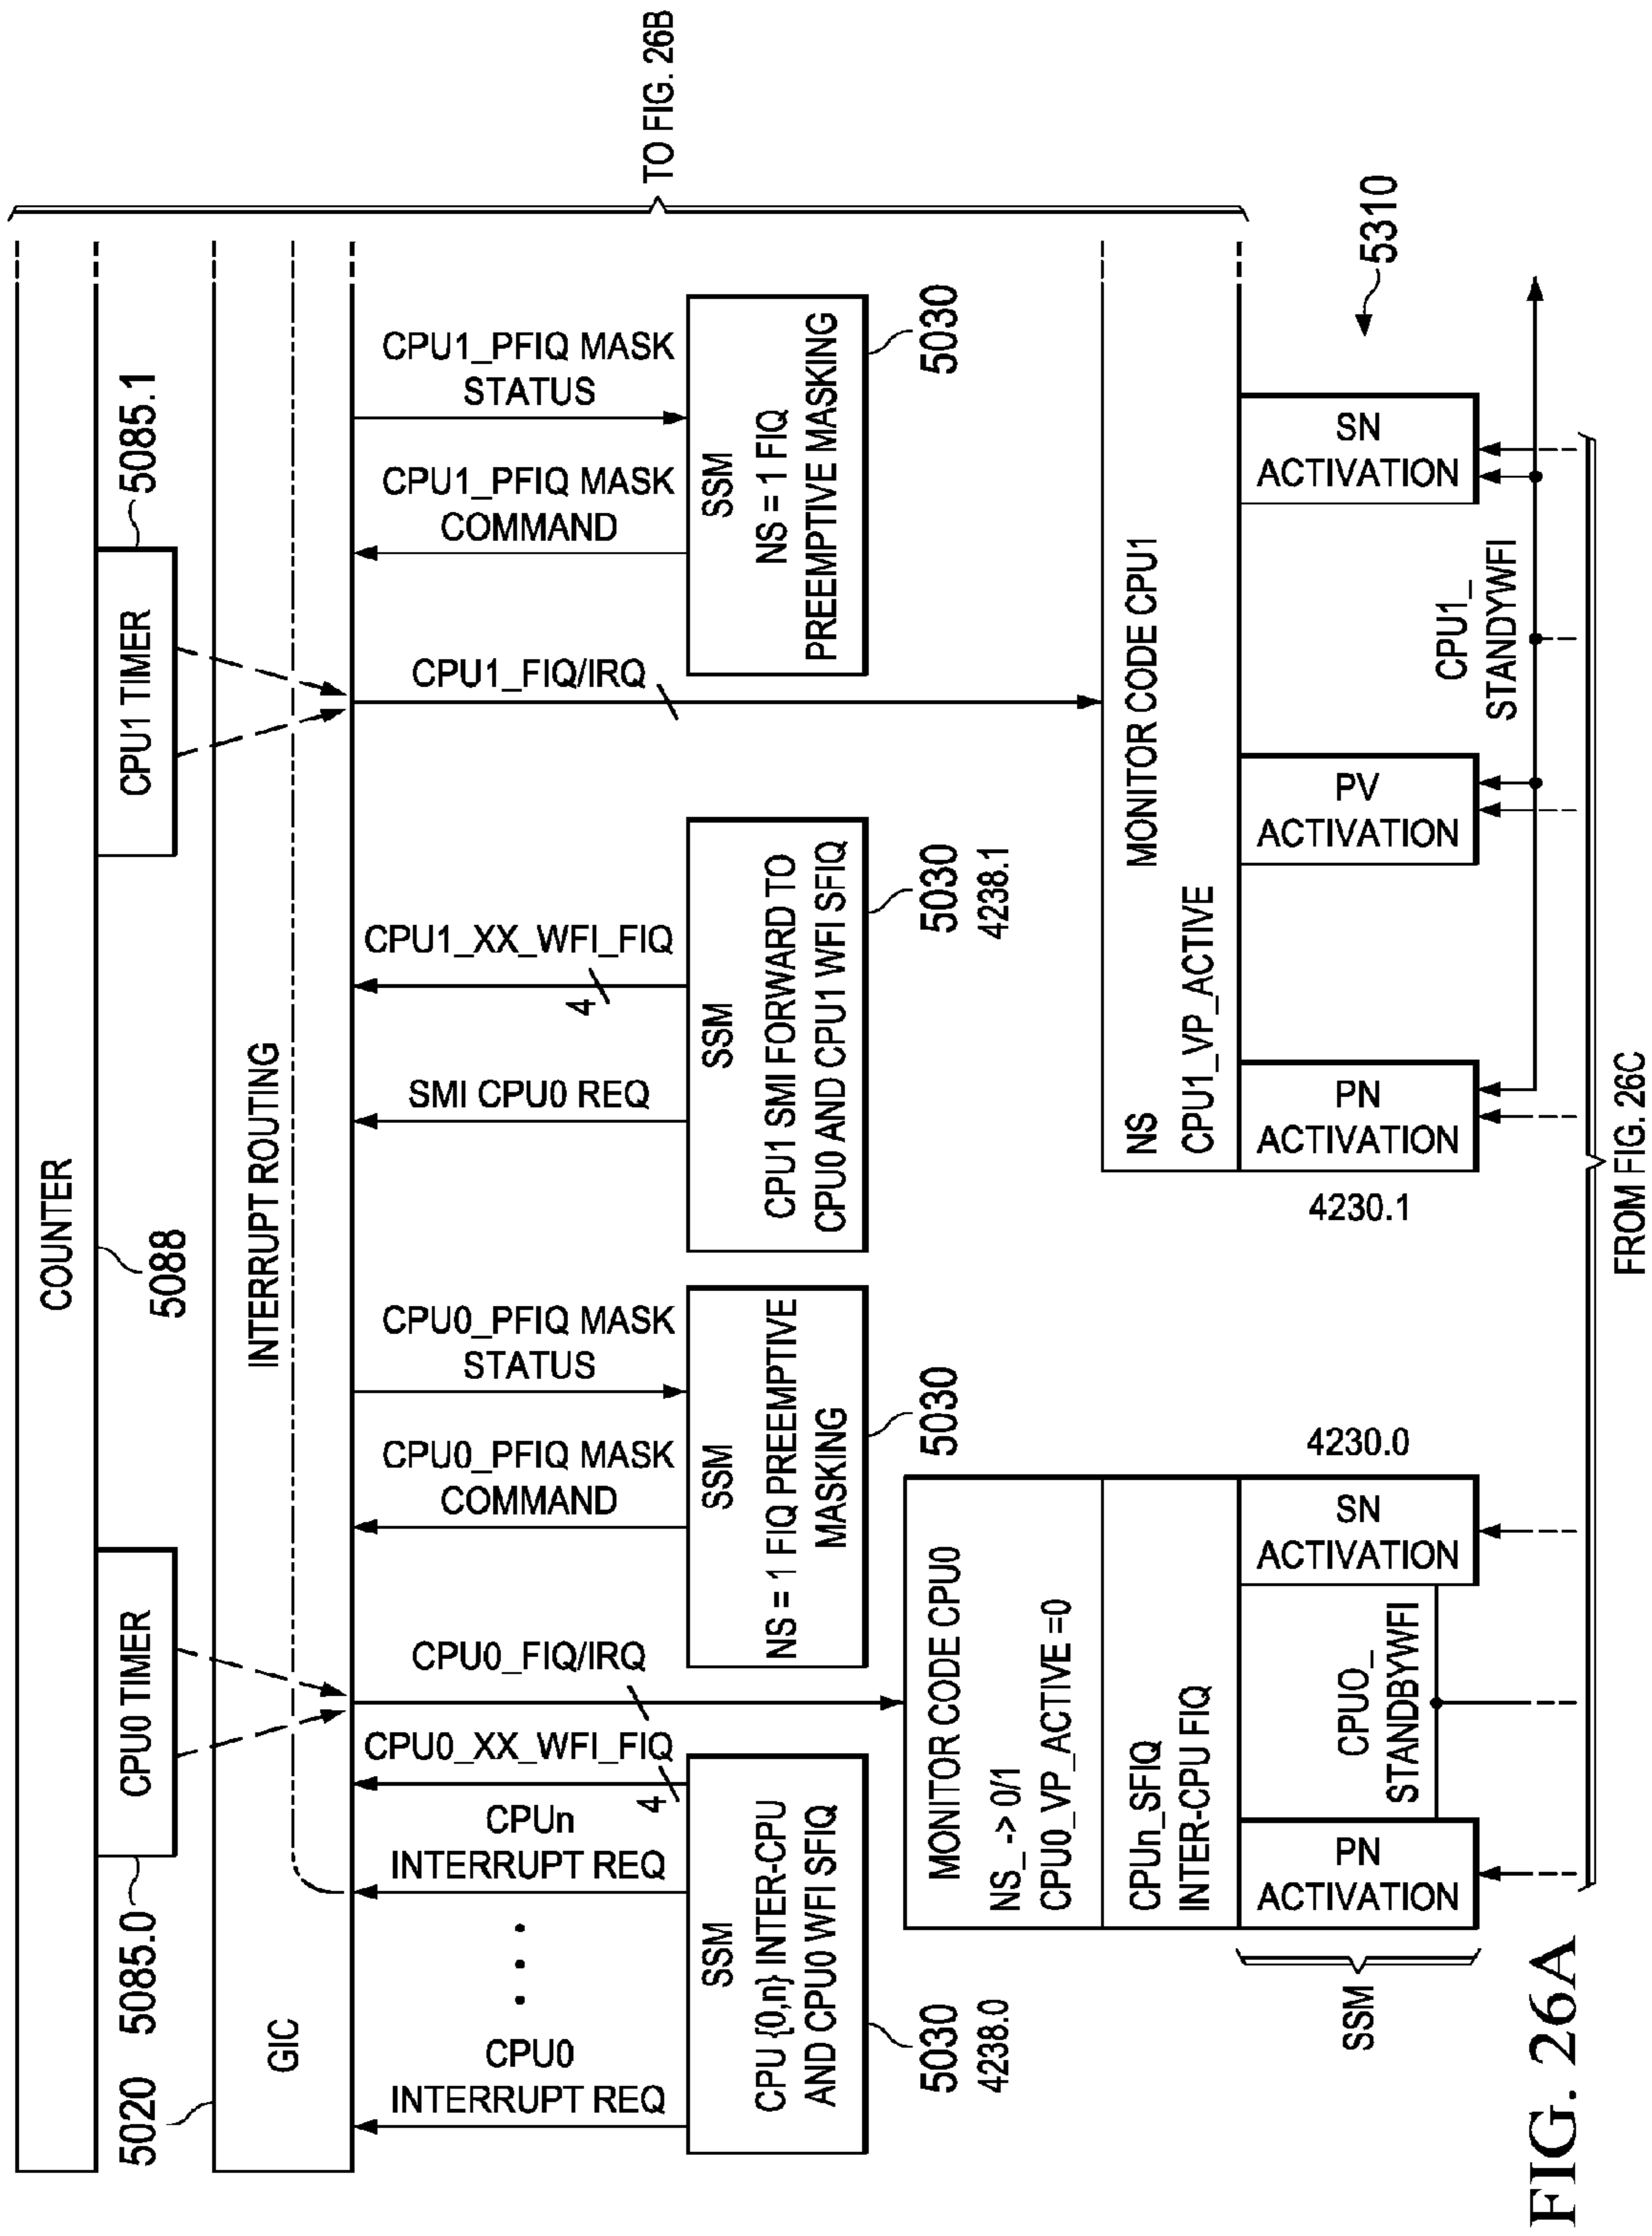 COUNTER
5088
CPU0 TIMER
5085.0
CPU1 TIMER
5085.1
5020
GIC
INTERRUPT ROUTING
TO FIG. 26B
CPU0
INTERRUPT REQ
CPUn
INTERRUPT REQ
CPU0_XX_WFI_FIQ
4
CPU0_FIQ/IRQ
CPU0_PFIQ MASK
COMMAND
CPU0_PFIQ MASK
STATUS
SMI CPU0 REQ
CPU1_XX_WFI_FIQ
4
CPU1_FIQ/IRQ
CPU1_PFIQ MASK
COMMAND
CPU1_PFIQ MASK
STATUS
SSM
CPU {0,n} INTER-CPU
AND CPU0 WFI SFIQ
5030
4238.0
SSM
NS = 1 FIQ PREEMPTIVE
MASKING
5030
SSM
CPU1 SMI FORWARD TO
CPU0 AND CPU1 WFI SFIQ
5030
4238.1
SSM
NS = 1 FIQ
PREEMPTIVE MASKING
5030
MONITOR CODE CPU0
NS_-> 0/1
CPU0_VP_ACTIVE =0
CPUn_SFIQ
INTER-CPU FIQ
MONITOR CODE CPU1
NS
CPU1_VP_ACTIVE
SSM
PN
ACTIVATION
CPUO_
STANDBYWFI
SN
ACTIVATION
4230.0
4230.1
PN
ACTIVATION
PV
ACTIVATION
CPU1_
STANDYWFI
SN
ACTIVATION
5310
FROM FIG. 26C
FIG. 26A